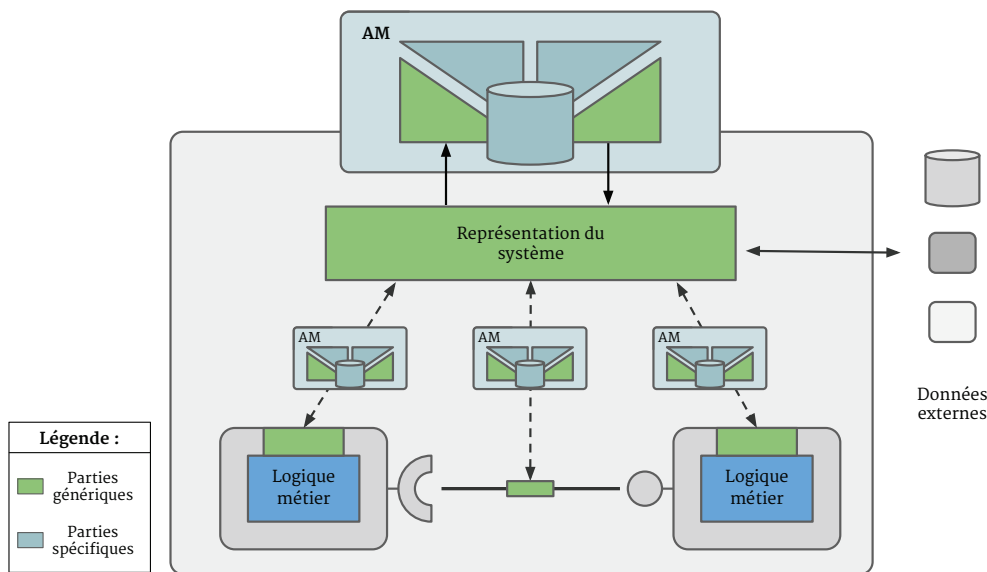 AM
Représentation du
système
AM
AM
AM
Données
externes
Légende :
Parties
génériques
Parties
spécifiques
Logique
métier
Logique
métier